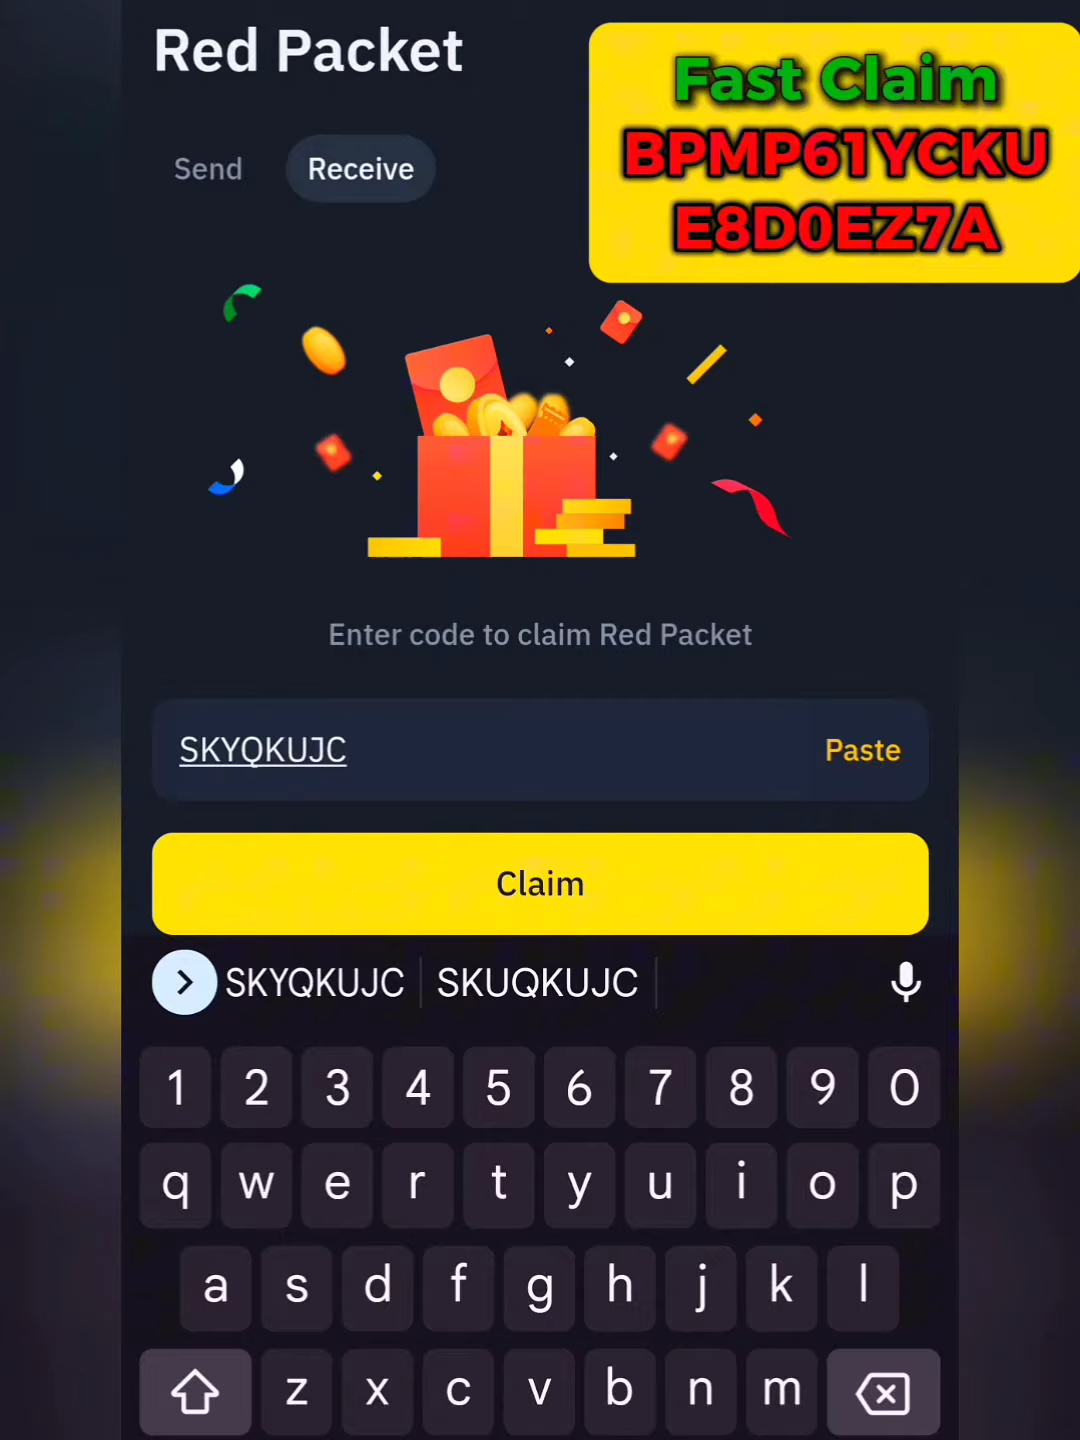 Red Packet
Fast Claim
BPMP61YCKU
E8D0EZ7A
Send
Receive
Enter code to claim Red Packet
SKYQKUJC
Paste
Claim
SKYQKUJC
SKUQKUJC
1 2 3 4 5 6 7 8 9 0
q w e r t y u i o p
a s d f g h j k l
z x c v b n m